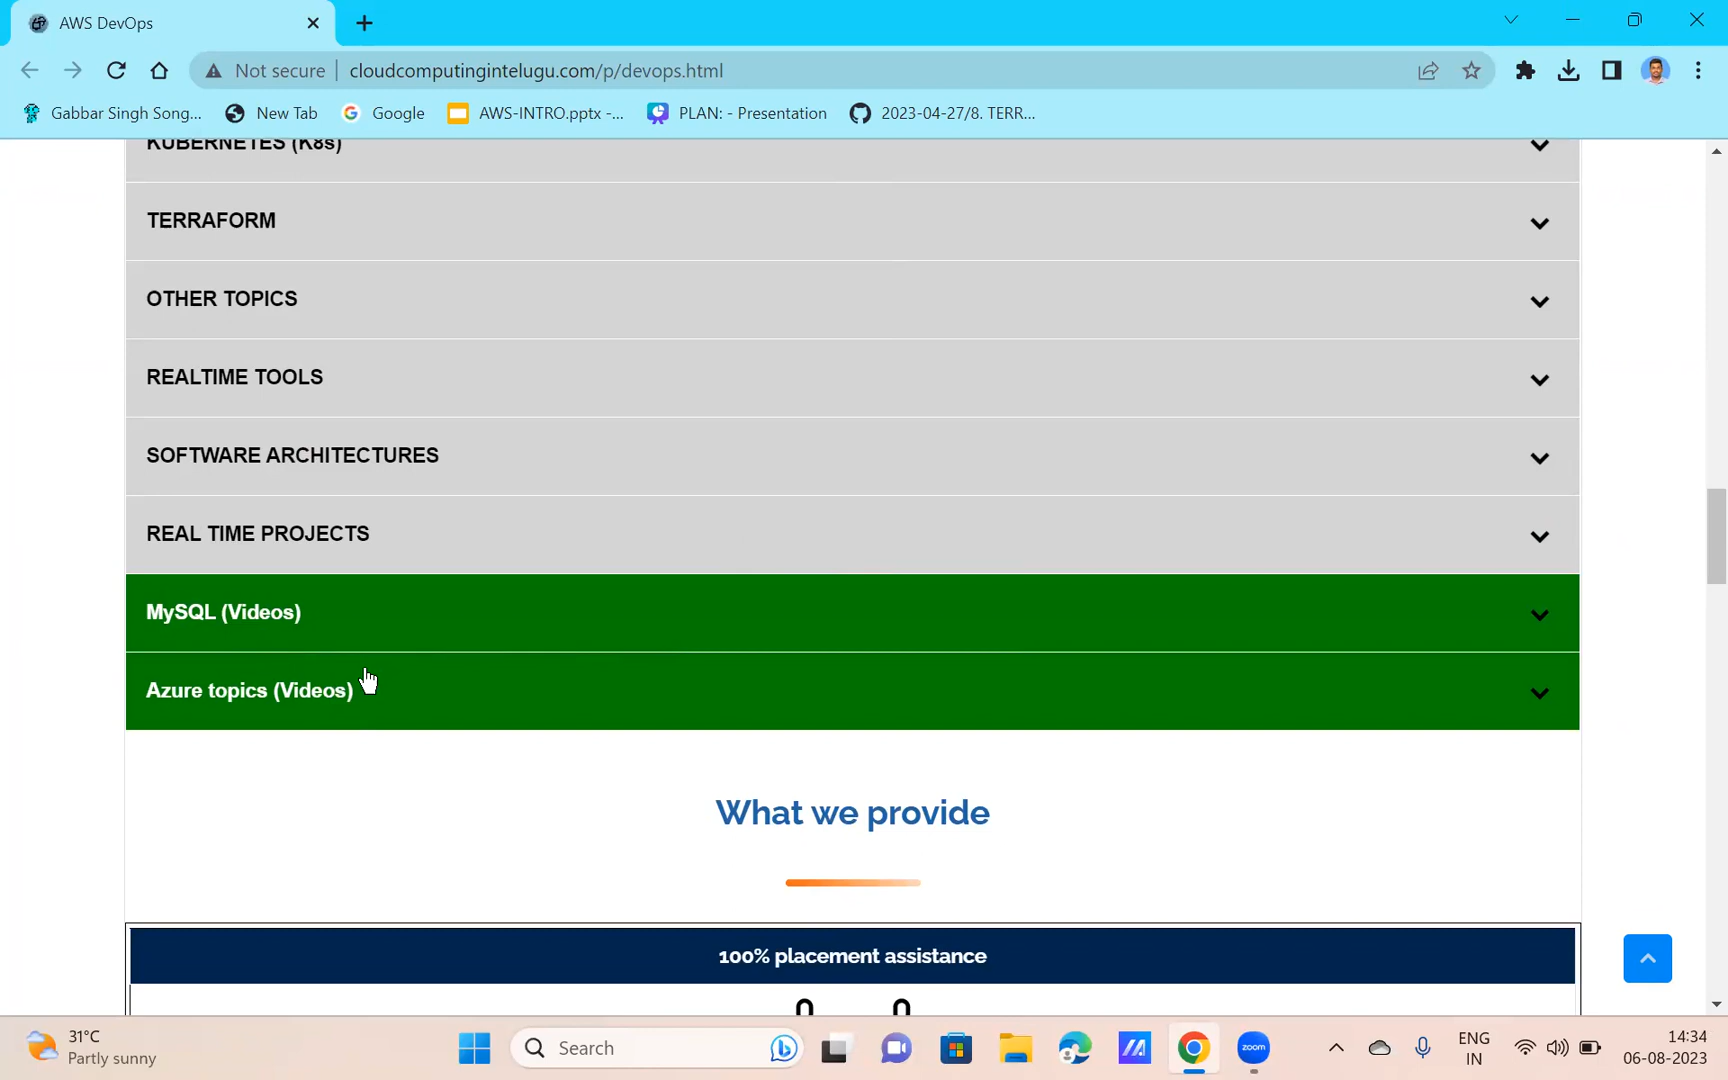 AWS DevOps
Not secure
cloudcomputingintelugu.com/p/devops.html
Gabbar Singh Song...
New Tab
Google
AWS-INTRO.pptx -...
PLAN: - Presentation
2023-04-27/8. TERR...
KUBERNETES (K8s)
TERRAFORM
OTHER TOPICS
REALTIME TOOLS
SOFTWARE ARCHITECTURES
REAL TIME PROJECTS
MySQL (Videos)
Azure topics (Videos)
What we provide
100% placement assistance
31°C
Partly sunny
Search
zoom
ENG
IN
14:34
06-08-2023